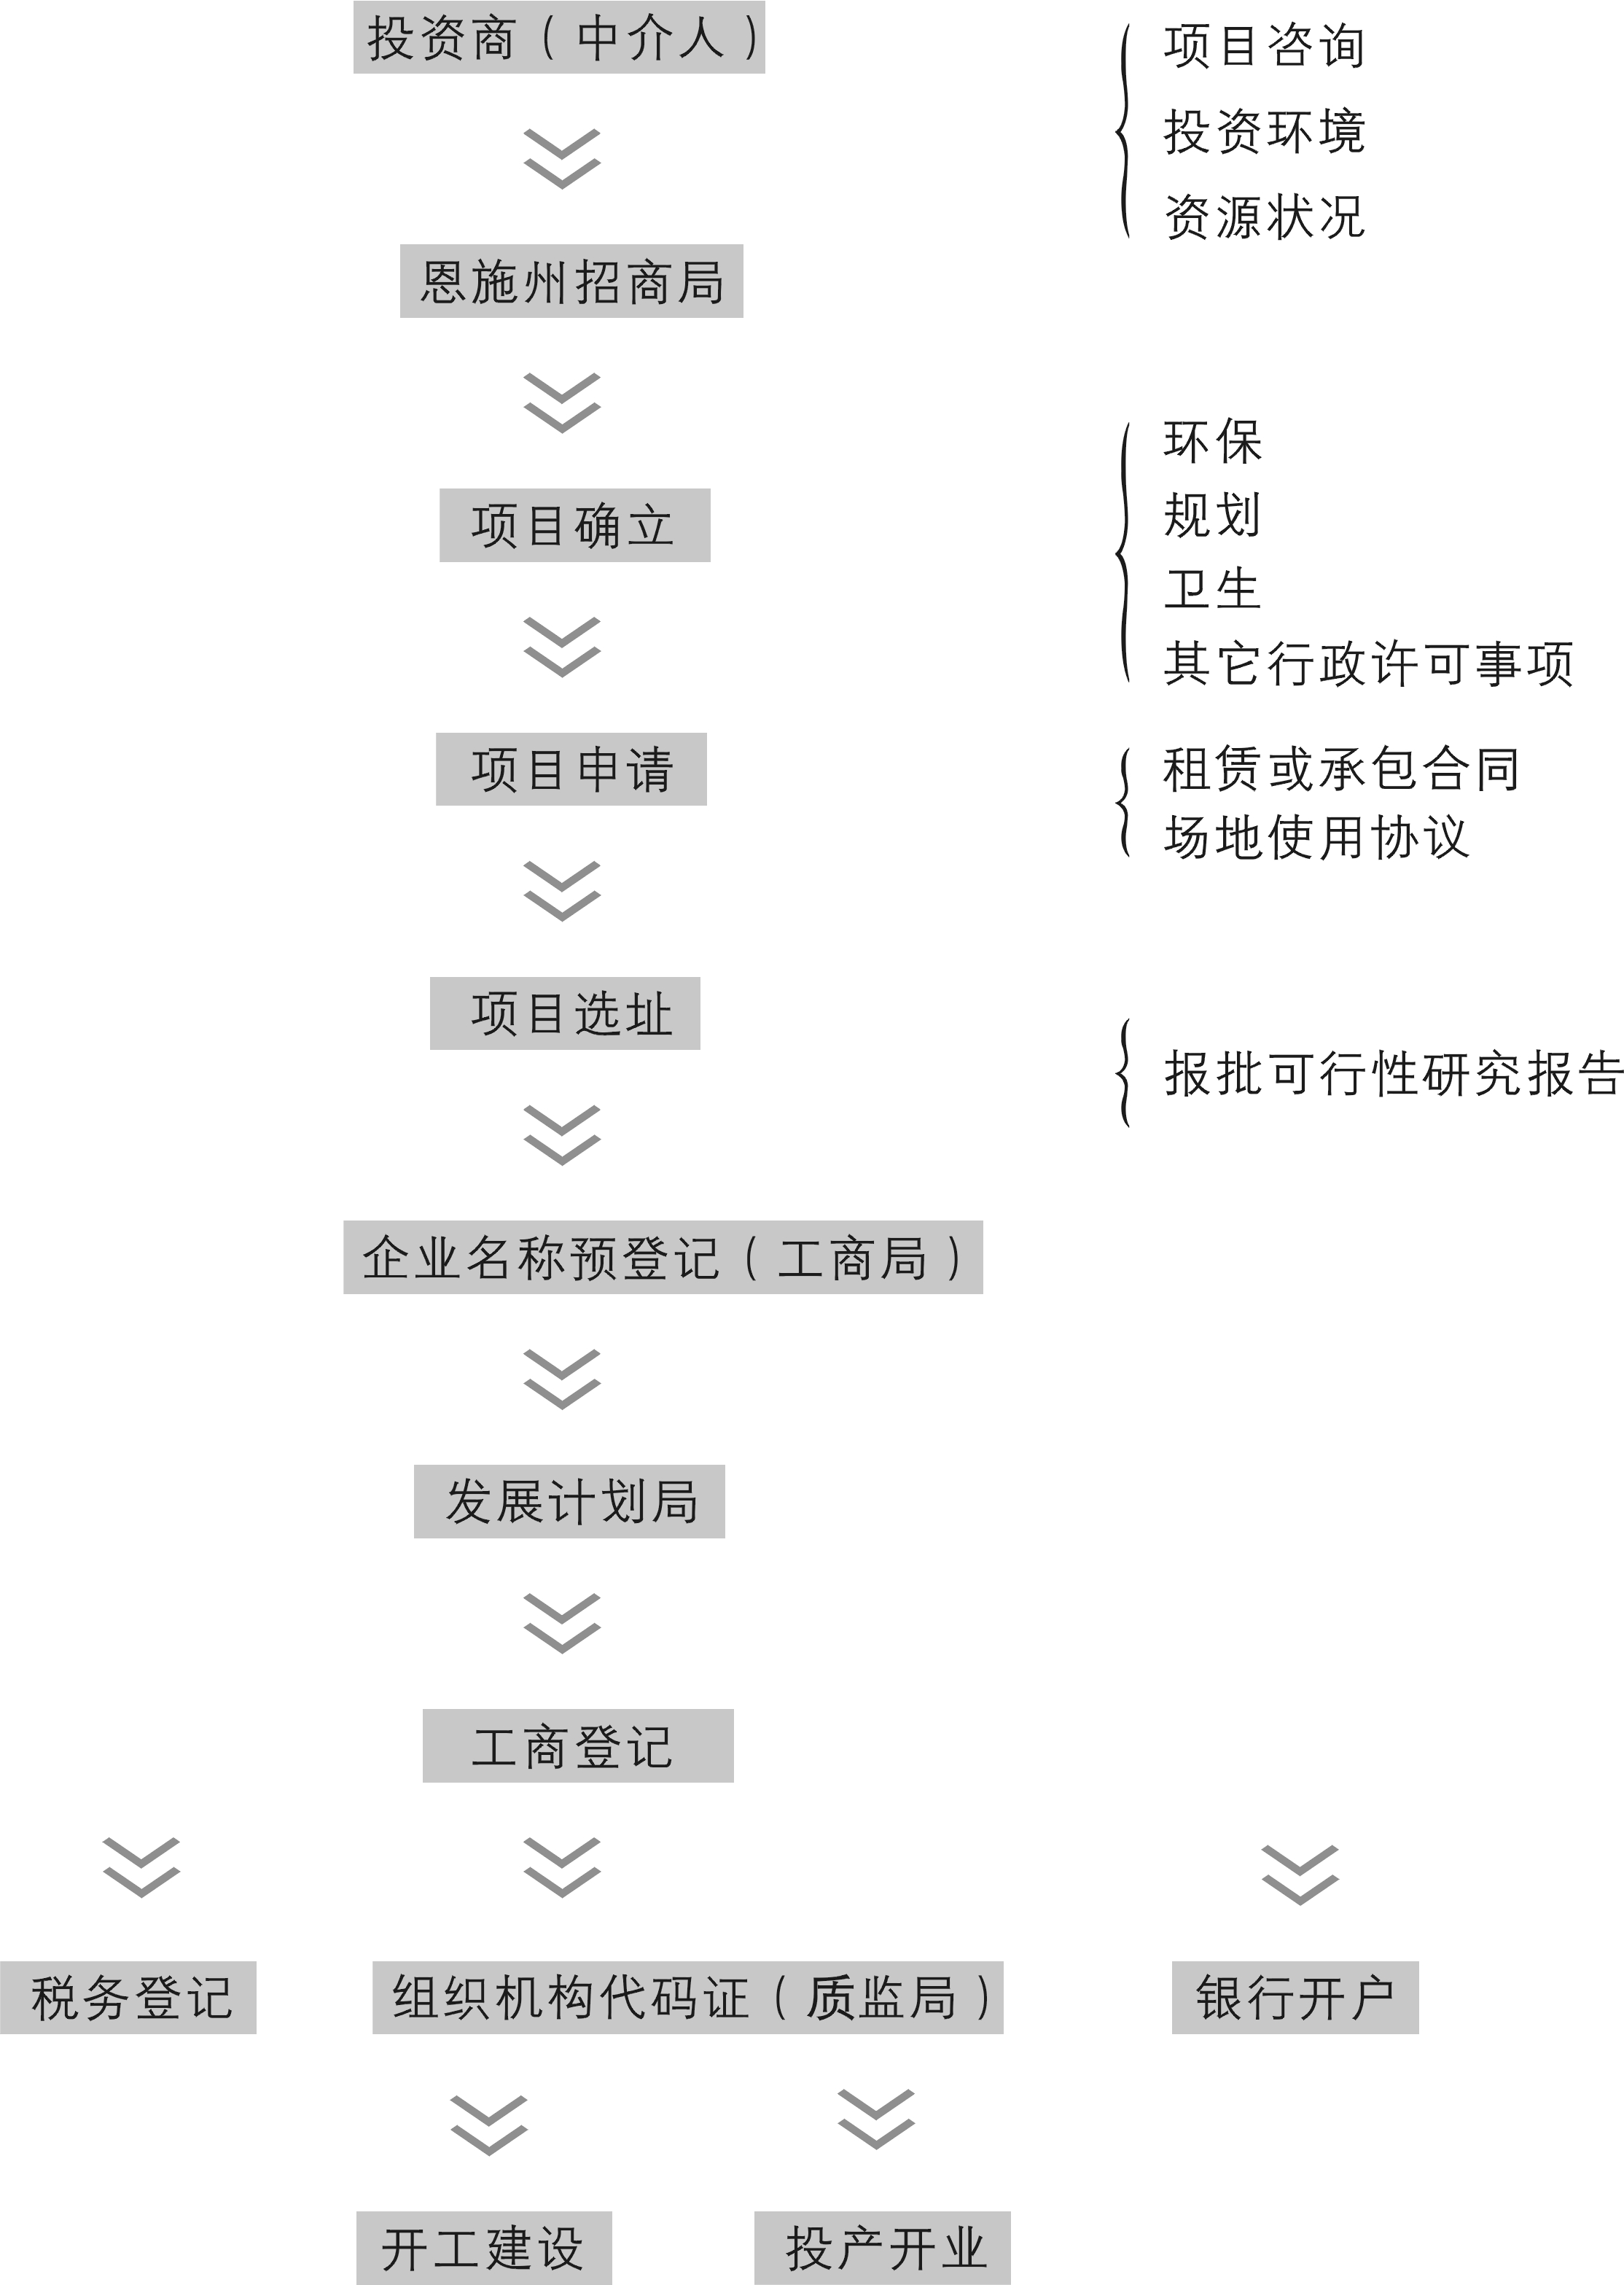 投资商（中介人）
项目咨询
投资环境
资源状况
恩施州招商局
环保
规划
项目确立
卫生
其它行政许可事项
项目申请
租赁或承包合同
场地使用协议
项目选址
报批可行性研究报告
企业名称预登记（工商局）
发展计划局
工商登记
税务登记
组织机构代码证（质监局）
银行开户
开工建设
投产开业